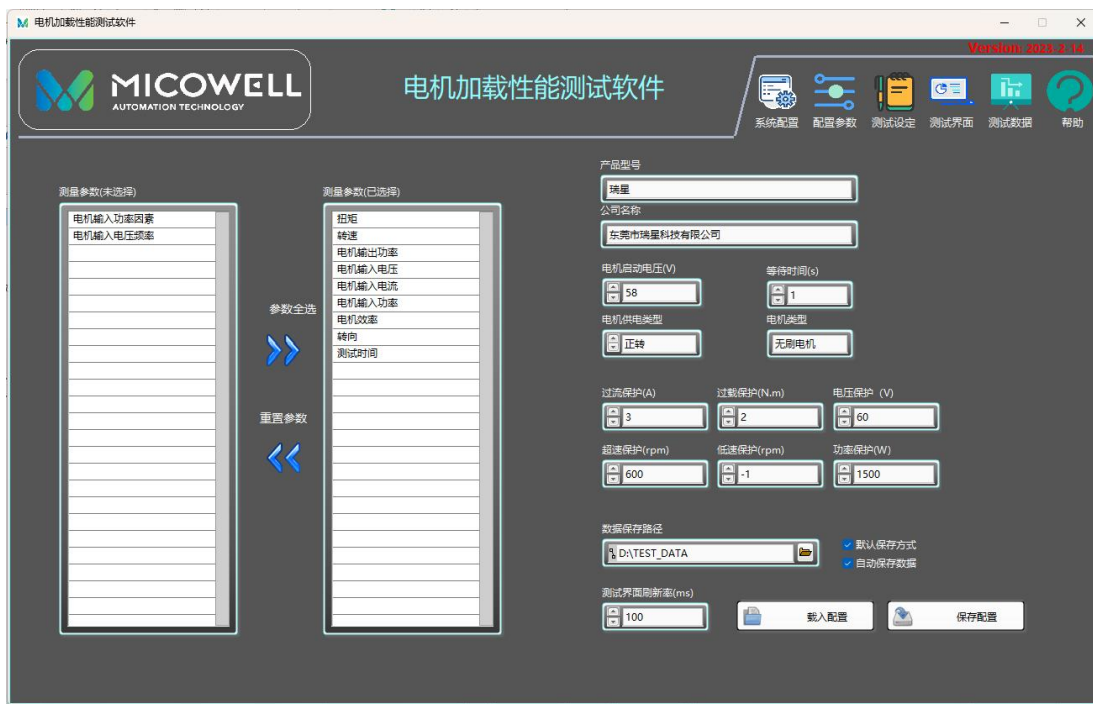 电机加载性能测试软件
Version: 2023-2-14
MICOWELL
AUTOMATION TECHNOLOGY
电机加载性能测试软件
系统配置 配置参数 测试设定 测试界面 测试数据 帮助
测量参数(未选择)
电机输入功率因素
电机输入电压频率
参数全选
重置参数
测量参数(已选择)
扭矩
转速
电机输出功率
电机输入电压
电机输入电流
电机输入功率
电机效率
转向
测试时间
产品型号
瑞星
公司名称
东莞市瑞星科技有限公司
电机启动电压(V) 等待时间(s)
58 1
电机供电类型 电机类型
正转 无刷电机
过流保护(A) 过载保护(N.m) 电压保护 (V)
3 2 60
超速保护(rpm) 低速保护(rpm) 功率保护(W)
600 -1 1500
数据保存路径
D:\TEST_DATA
默认保存方式
自动保存数据
测试界面刷新率(ms)
100 载入配置 保存配置